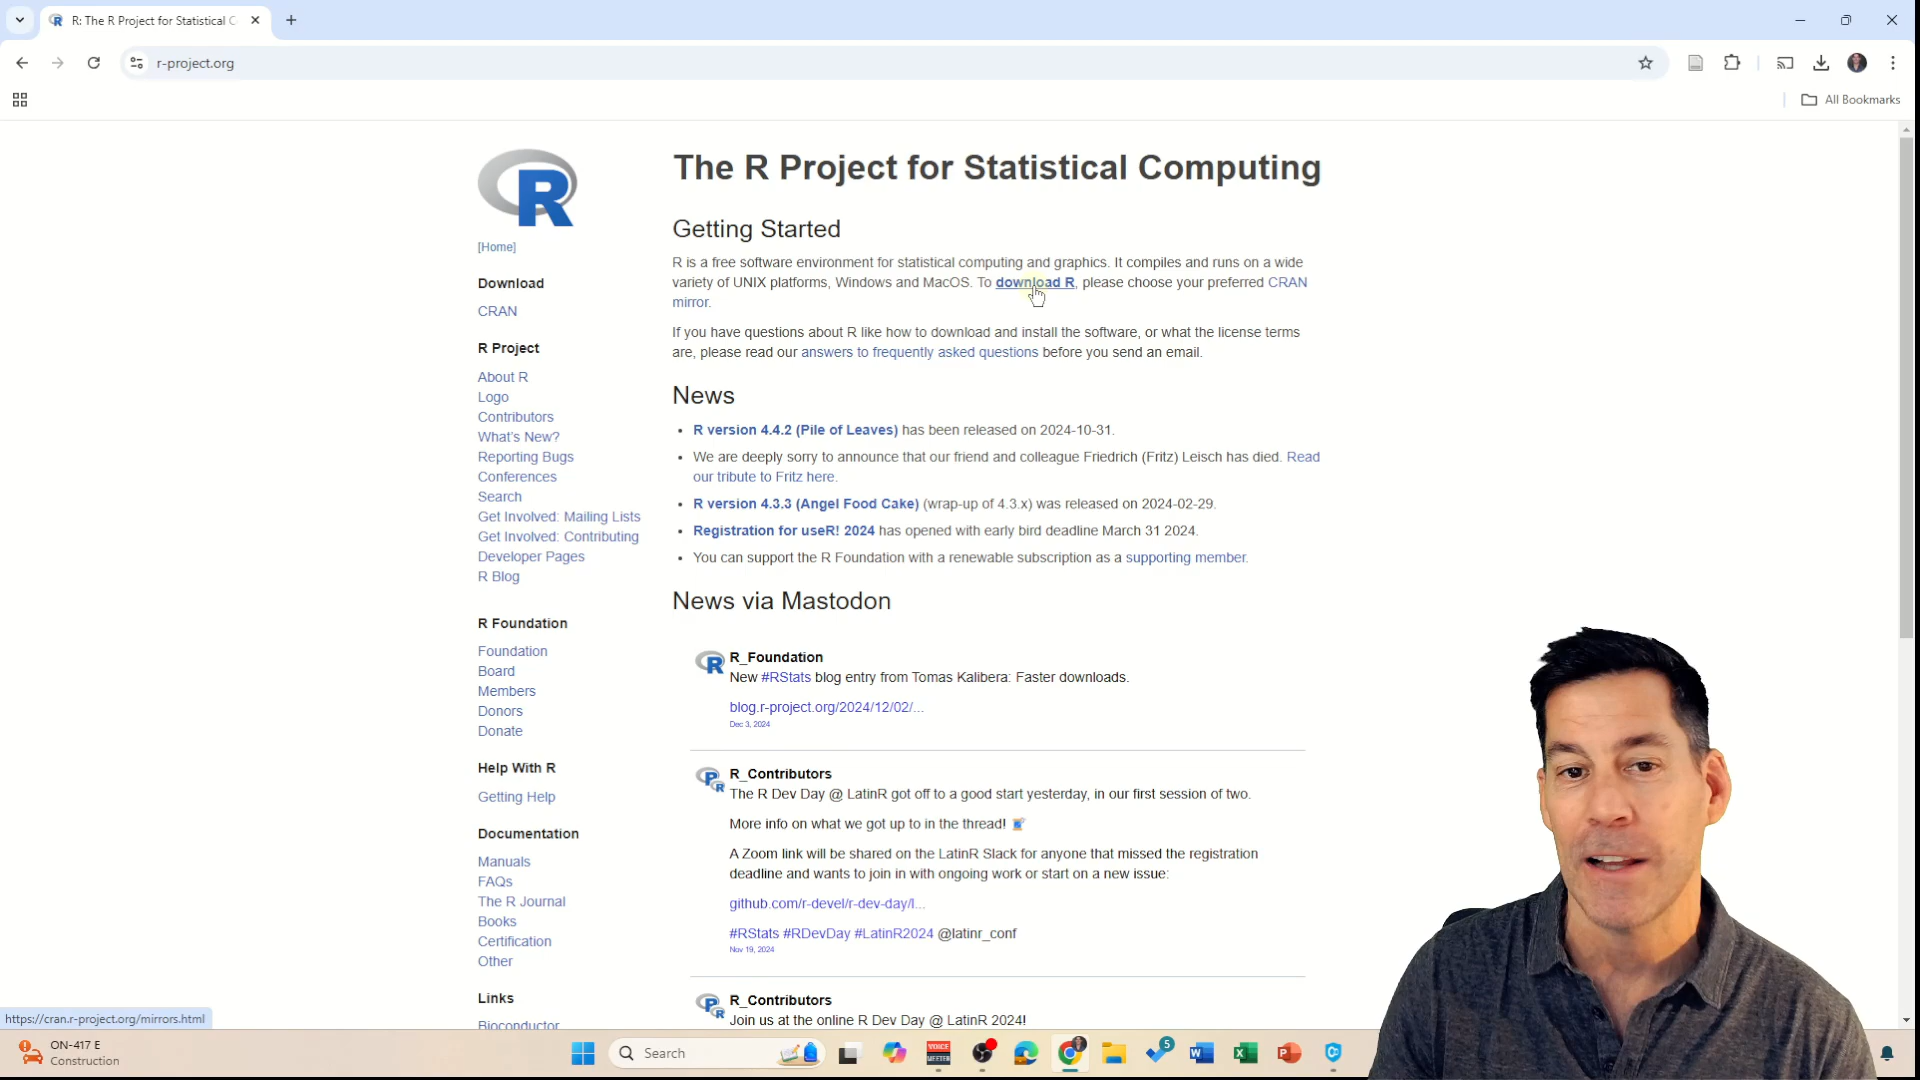 R: The R Project for Statistical C
r-project.org
All Bookmarks
R
[Home]
Download
CRAN
R Project
About R
Logo
Contributors
What's New?
Reporting Bugs
Conferences
Search
Get Involved: Mailing Lists
Get Involved: Contributing
Developer Pages
R Blog
R Foundation
Foundation
Board
Members
Donors
Donate
Help With R
Getting Help
Documentation
Manuals
FAQs
The R Journal
Books
Certification
Other
Links
Bioconductor
The R Project for Statistical Computing
Getting Started
R is a free software environment for statistical computing and graphics. It compiles and runs on a wide
variety of UNIX platforms, Windows and MacOS. To download R, please choose your preferred CRAN
mirror.
If you have questions about R like how to download and install the software, or what the license terms
are, please read our answers to frequently asked questions before you send an email.
News
• R version 4.4.2 (Pile of Leaves) has been released on 2024-10-31.
• We are deeply sorry to announce that our friend and colleague Friedrich (Fritz) Leisch has died. Read
our tribute to Fritz here.
• R version 4.3.3 (Angel Food Cake) (wrap-up of 4.3.x) was released on 2024-02-29.
• Registration for useR! 2024 has opened with early bird deadline March 31 2024.
• You can support the R Foundation with a renewable subscription as a supporting member.
News via Mastodon
R_Foundation
New #RStats blog entry from Tomas Kalibera: Faster downloads.
blog.r-project.org/2024/12/02/...
Dec 3, 2024
R_Contributors
The R Dev Day @ LatinR got off to a good start yesterday, in our first session of two.
More info on what we got up to in the thread!
A Zoom link will be shared on the LatinR Slack for anyone that missed the registration
deadline and wants to join in with ongoing work or start on a new issue:
github.com/r-devel/r-dev-day/I...
#RStats #RDevDay #LatinR2024 @latinr_conf
Nov 19, 2024
R_Contributors
Join us at the online R Dev Day @ LatinR 2024!
https://cran.r-project.org/mirrors.html
ON-417 E
Construction
Search
VOICE
MEETER
5